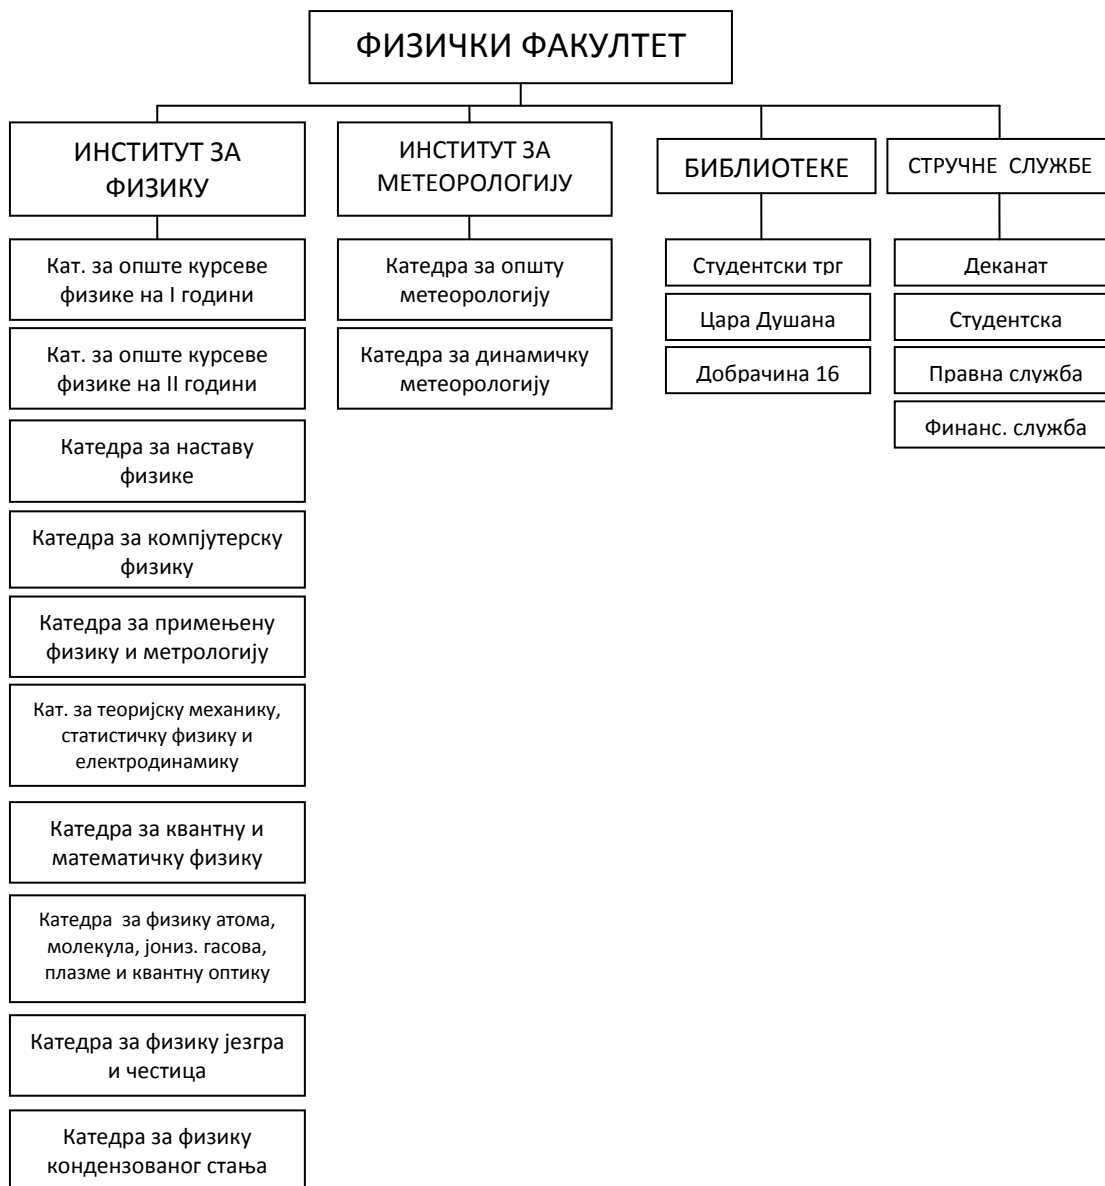 ФИЗИЧКИ ФАКУЛТЕТ
ИНСТИТУТ ЗА
ФИЗИКУ
ИНСТИТУТ ЗА
МЕТЕОРОЛОГИЈУ
БИБЛИОТЕКЕ
СТРУЧНЕ СЛУЖБЕ
Кат. за опште курсеве
физике на I години
Кат. за опште курсеве
физике на II години
Катедра за наставу
физике
Катедра за компјутерску
физику
Катедра за примењену
физику и метрологију
Кат. за теоријску механику,
статистичку физику и
електродинамику
Катедра за квантну и
математичку физику
Катедра за физику атома,
молекула, јониз. гасова,
плазме и квантну оптику
Катедра за физику језгра
и честица
Катедра за физику
кондензованог стања
Катедра за општу
метеорологију
Катедра за динамичку
метеорологију
Студентски трг
Цара Душана
Добрачина 16
Деканат
Студентска
Правна служба
Финанс. служба